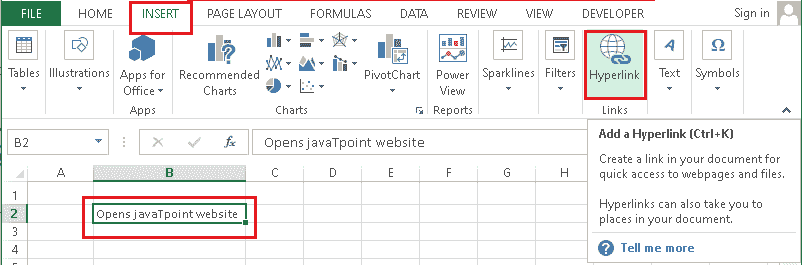 FILE HOME INSERT PAGE LAYOUT FORMULAS DATA REVIEW VIEW DEVELOPER Sign in
Tables Illustrations Apps for Office Recommended Charts PivotChart Power View Sparklines Filters Hyperlink Text Symbols
Apps Charts Reports Links
B2 fx Opens javaTpoint website
Add a Hyperlink (Ctrl+K)
Create a link in your document for
quick access to webpages and files.
Hyperlinks can also take you to
places in your document.
Tell me more
A B C D E F G H
1
2 Opens javaTpoint website
3
4
5